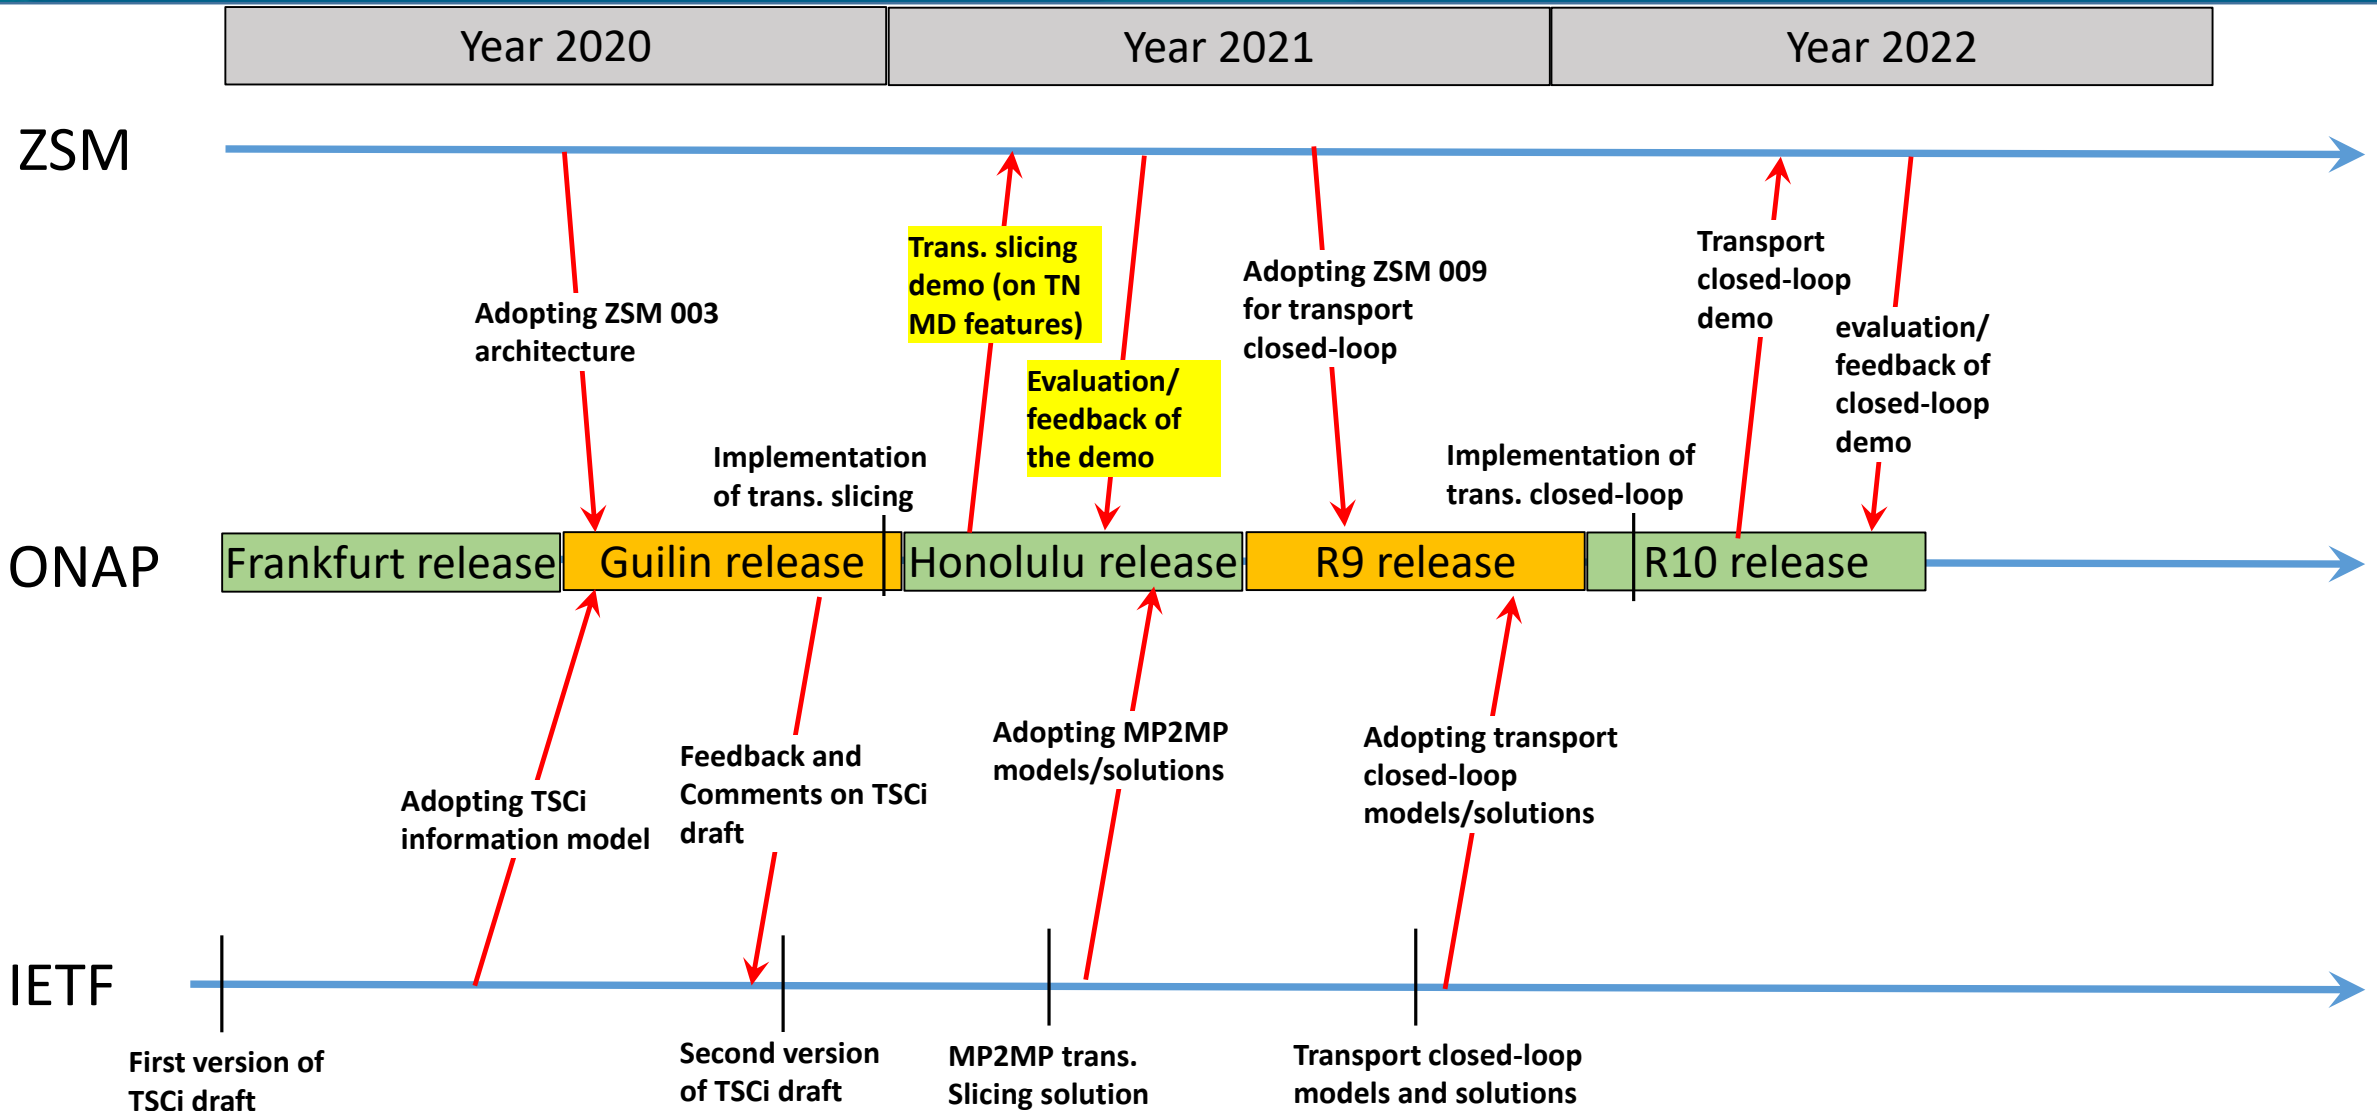 Year 2020
Year 2021
Year 2022
ZSM
Adopting ZSM 003
architecture
Trans. slicing
demo (on TN
MD features)
Evaluation/
feedback of
the demo
Adopting ZSM 009
for transport
closed-loop
Transport
closed-loop
demo
evaluation/
feedback of
closed-loop
demo
Implementation
of trans. slicing
Implementation of
trans. closed-loop
ONAP
Frankfurt release
Guilin release
Honolulu release
R9 release
R10 release
Adopting TSCi
information model
Feedback and
Comments on TSCi
draft
Adopting MP2MP
models/solutions
Adopting transport
closed-loop
models/solutions
IETF
First version of
TSCi draft
Second version
of TSCi draft
MP2MP trans.
Slicing solution
Transport closed-loop
models and solutions